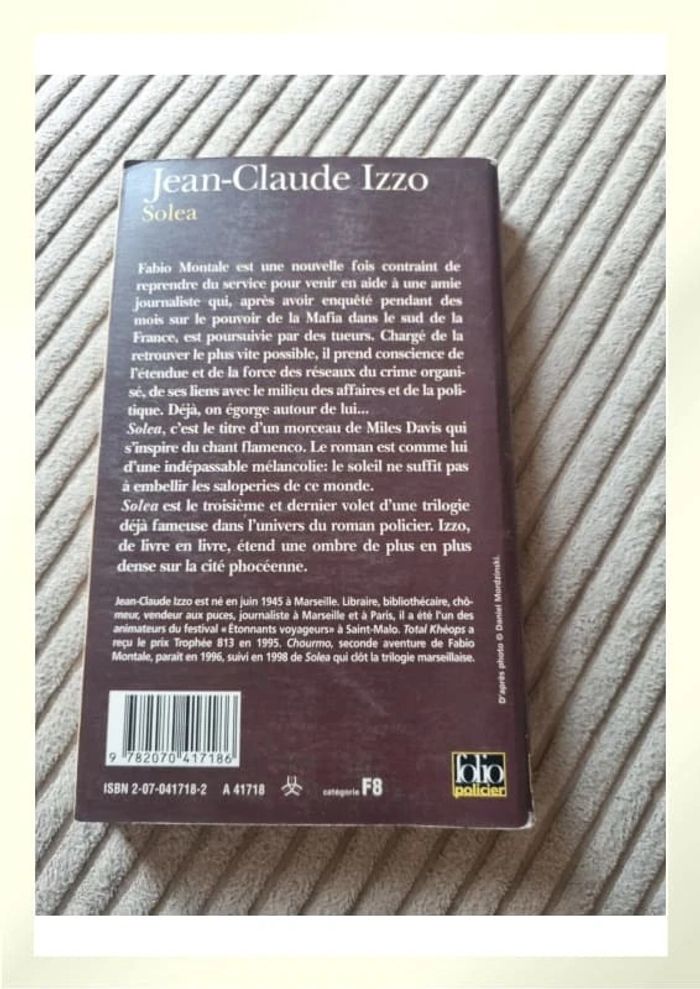 Jean-Claude Izzo
Solea
Fabio Montale est une nouvelle fois contraint de
reprendre du service pour venir en aide à une amie
journaliste qui, après avoir enquêté pendant des
mois sur le pouvoir de la Mafia dans le sud de la
France, est poursuivie par des tueurs. Chargé de la
retrouver le plus vite possible, il prend conscience de
l'étendue et de la force des réseaux du crime organi-
sé, de ses liens avec le milieu des affaires et de la poli-
tique. Déjà, on égorge autour de lui...
Solea, c'est le titre d'un morceau de Miles Davis qui
s'inspire du chant flamenco. Le roman est comme lui
d'une indépassable mélancolie: le soleil ne suffit pas
à embellir les saloperies de ce monde.
Solea est le troisième et dernier volet d'une trilogie
déjà fameuse dans l'univers du roman policier. Izzo,
de livre en livre, étend une ombre de plus en plus
dense sur la cité phocéenne.
Jean-Claude Izzo est né en juin 1945 à Marseille. Libraire, bibliothécaire, chô-
meur, vendeur aux puces, journaliste à Marseille et à Paris, il a été l'un des
animateurs du festival « Étonnants voyageurs» à Saint-Malo. Total Khéops a
reçu le prix Trophée 813 en 1995. Chourmo, seconde aventure de Fabio
Montale, paraît en 1996, suivi en 1998 de Solea qui clôt la trilogie marseillaise.
D'après photo © Daniel Mordzinski.
9 782070 417186
ISBN 2-07-041718-2 A 41718 catégorie F8
folio
policier